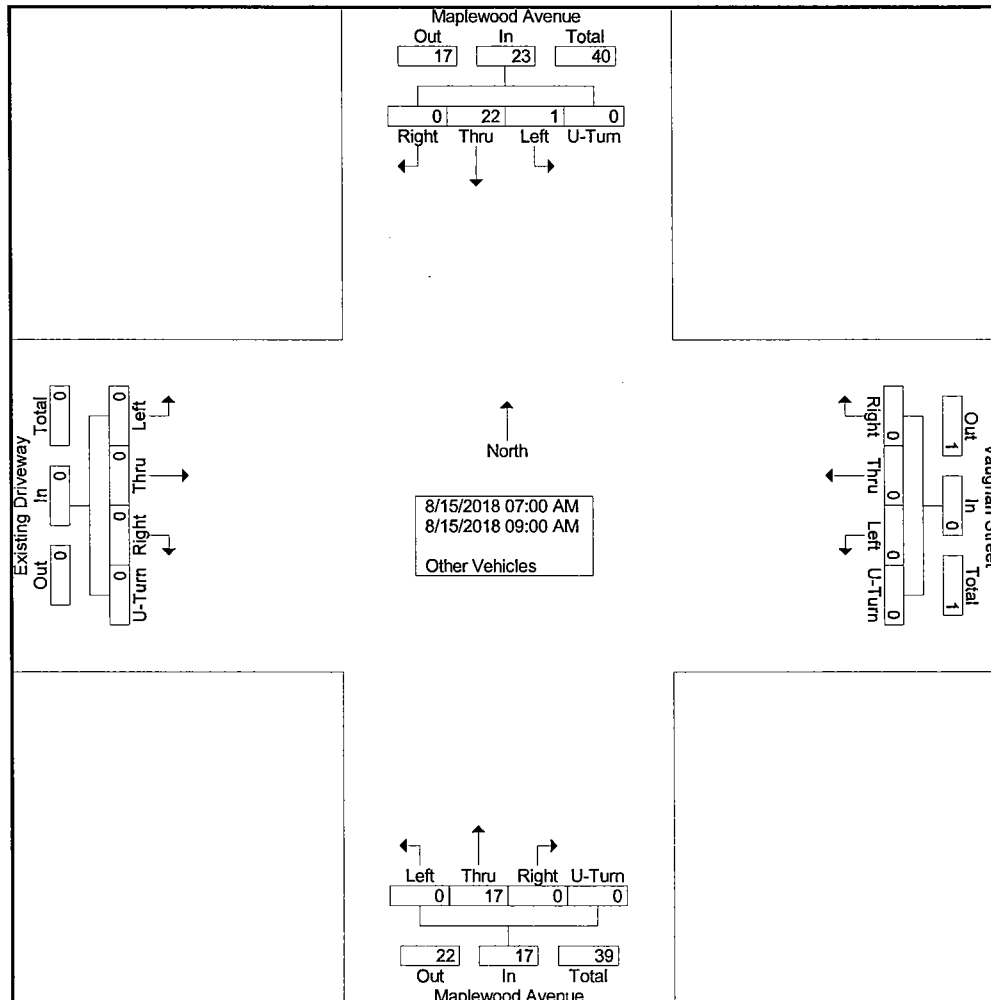 Maplewood Avenue
Out In Total
17 23 40
0 22 1 0
Right Thru Left U-Turn
Existing Driveway
Total In Out
0 0 0
0 0 0 0
Left Thru Right U-Turn
North
8/15/2018 07:00 AM
8/15/2018 09:00 AM
Other Vehicles
Right Thru Left U-Turn
0 0 0 0
Out In Total
1 0 1
Vaughan Street
Left Thru Right U-Turn
0 17 0 0
22 17 39
Out In Total
Maplewood Avenue